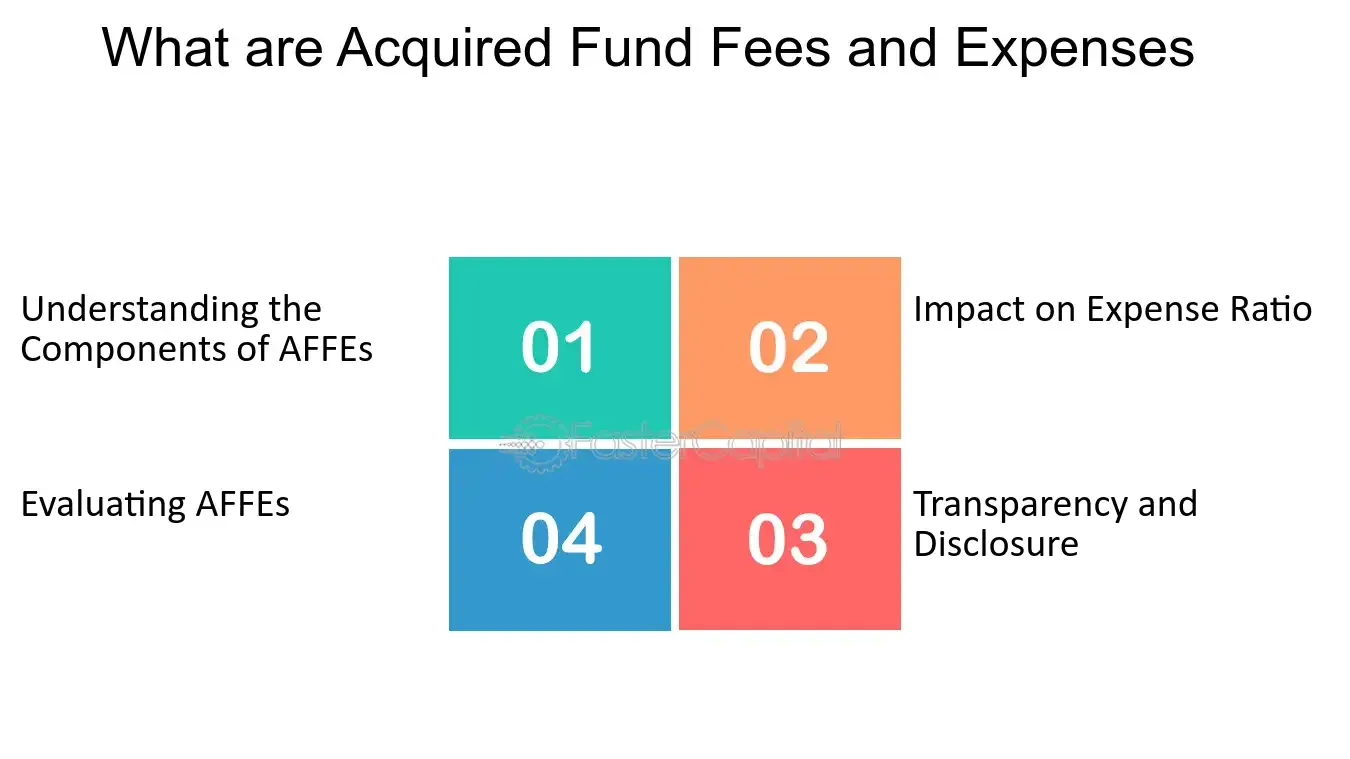 What are Acquired Fund Fees and Expenses
Understanding the
Components of AFFEs
01
02
Impact on Expense Ratio
FasterCapital
Evaluating AFFEs
04
03
Transparency and
Disclosure